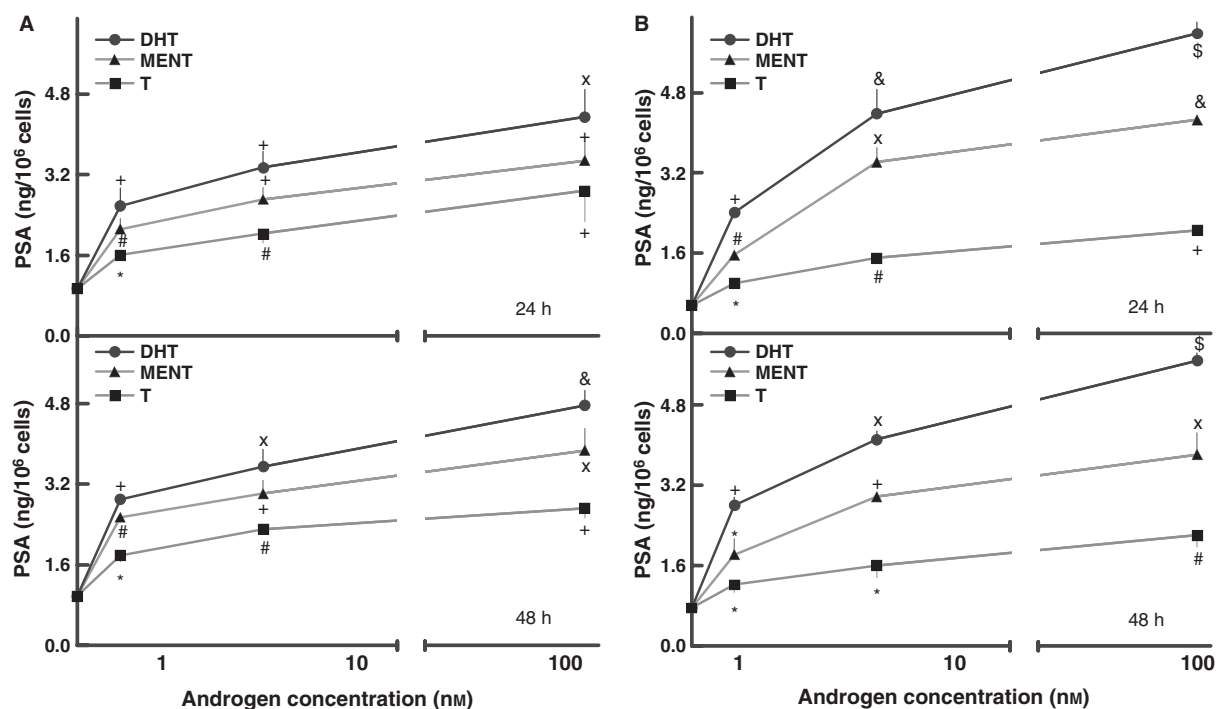 A
DHT
MENT
T
PSA (ng/10⁶ cells)
4.8
3.2
1.6
0.0
x
+
+
+
+
+
#
*
#
+
24 h
DHT
MENT
T
PSA (ng/10⁶ cells)
4.8
3.2
1.6
0.0
&
x
+
x
#
+
*
#
+
48 h
1
10
100
Androgen concentration (nM)
B
DHT
MENT
T
PSA (ng/10⁶ cells)
4.8
3.2
1.6
0.0
$
&
&
x
+
#
*
#
+
24 h
DHT
MENT
T
PSA (ng/10⁶ cells)
4.8
3.2
1.6
0.0
$
x
x
+
+
*
*
*
#
48 h
1
10
100
Androgen concentration (nM)